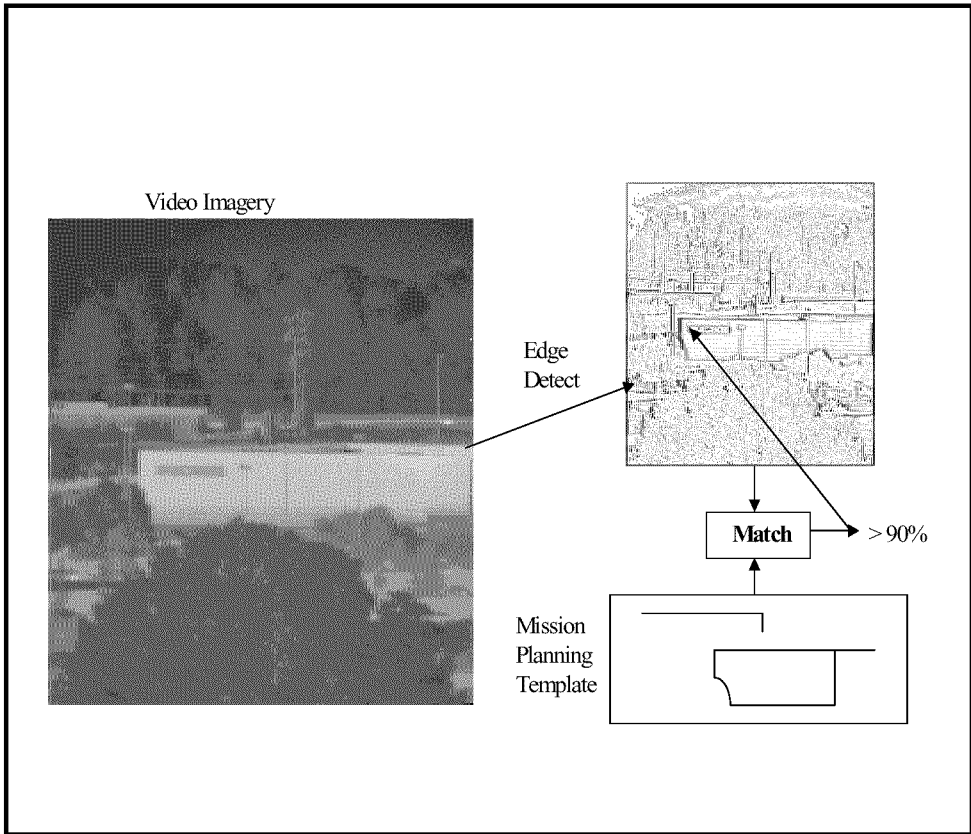 Video Imagery
Edge
Detect
Match
> 90%
Mission
Planning
Template